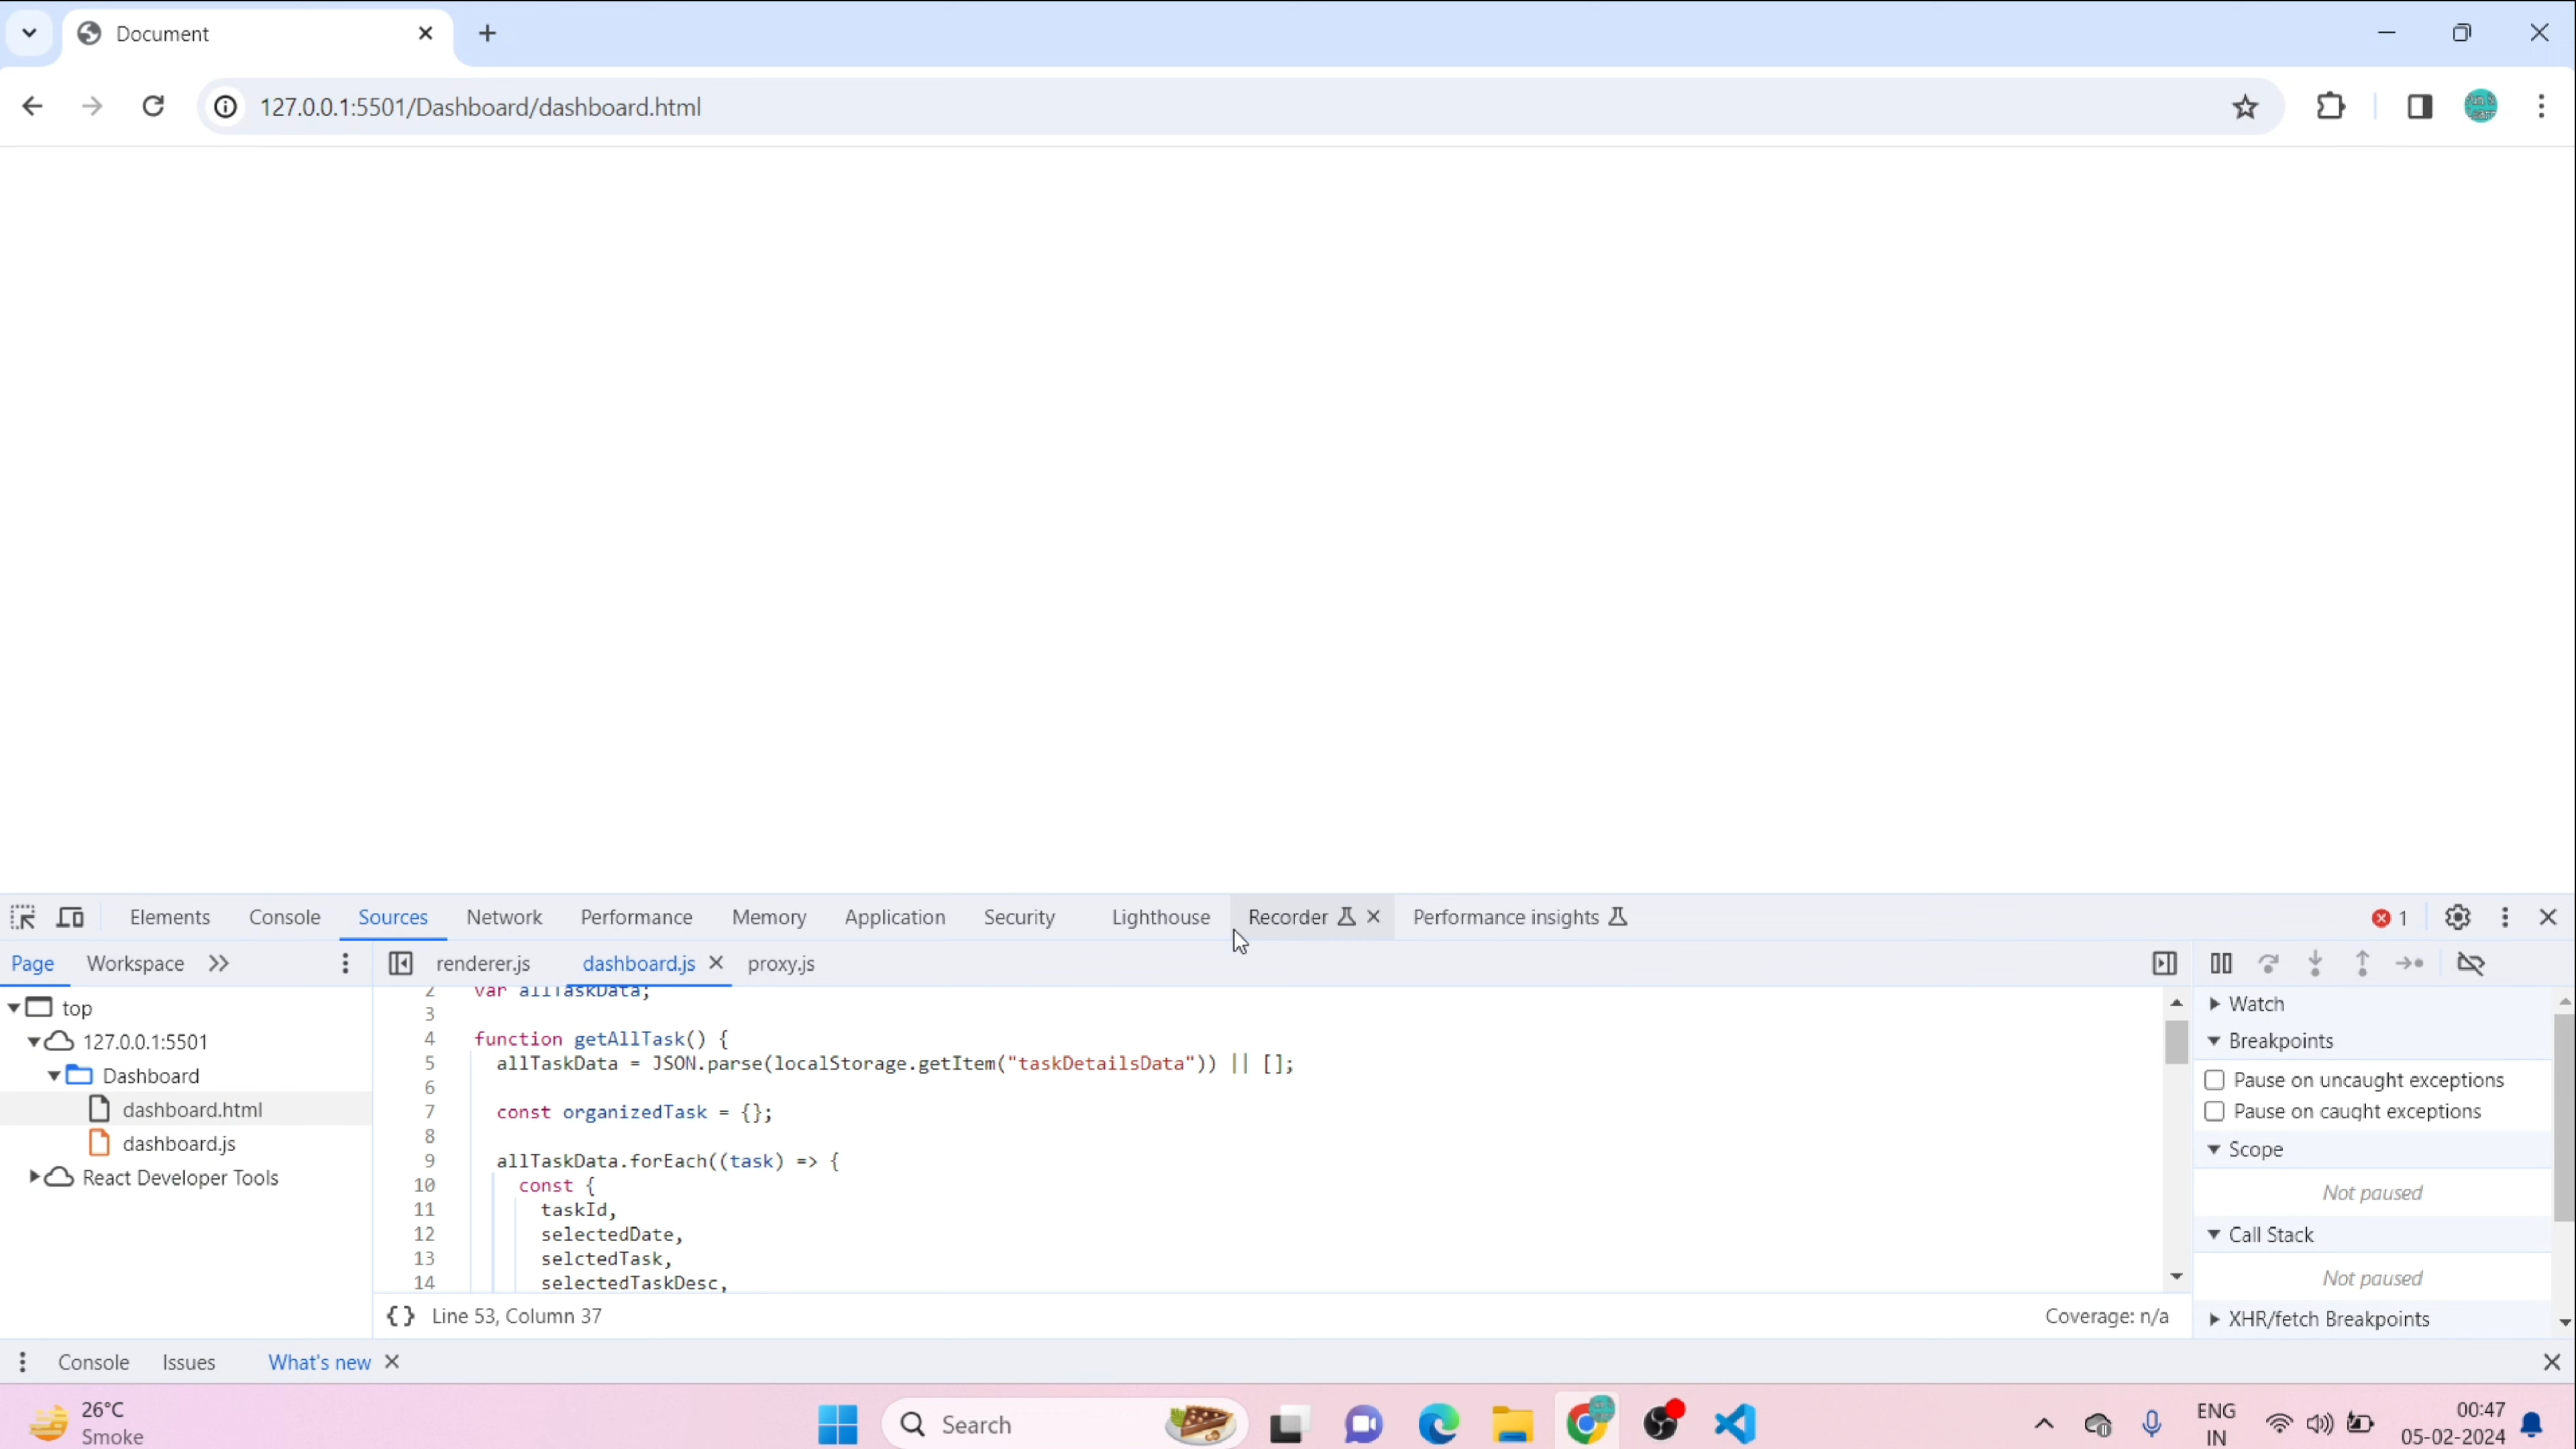 Document
127.0.0.1:5501/Dashboard/dashboard.html
Elements Console Sources Network Performance Memory Application Security Lighthouse Recorder Performance insights 1
Page Workspace renderer.js dashboard.js proxy.js
top
127.0.0.1:5501
Dashboard
dashboard.html
dashboard.js
React Developer Tools
2 var allTaskData;
3
4 function getAllTask() {
5 allTaskData = JSON.parse(localStorage.getItem("taskDetailsData")) || [];
6
7 const organizedTask = {};
8
9 allTaskData.forEach((task) => {
10 const {
11 taskId,
12 selectedDate,
13 selctedTask,
14 selectedTaskDesc,
{} Line 53, Column 37 Coverage: n/a
Watch
Breakpoints
Pause on uncaught exceptions
Pause on caught exceptions
Scope
Not paused
Call Stack
Not paused
XHR/fetch Breakpoints
Console Issues What's new
26°C
Smoke
Search
ENG
IN
00:47
05-02-2024